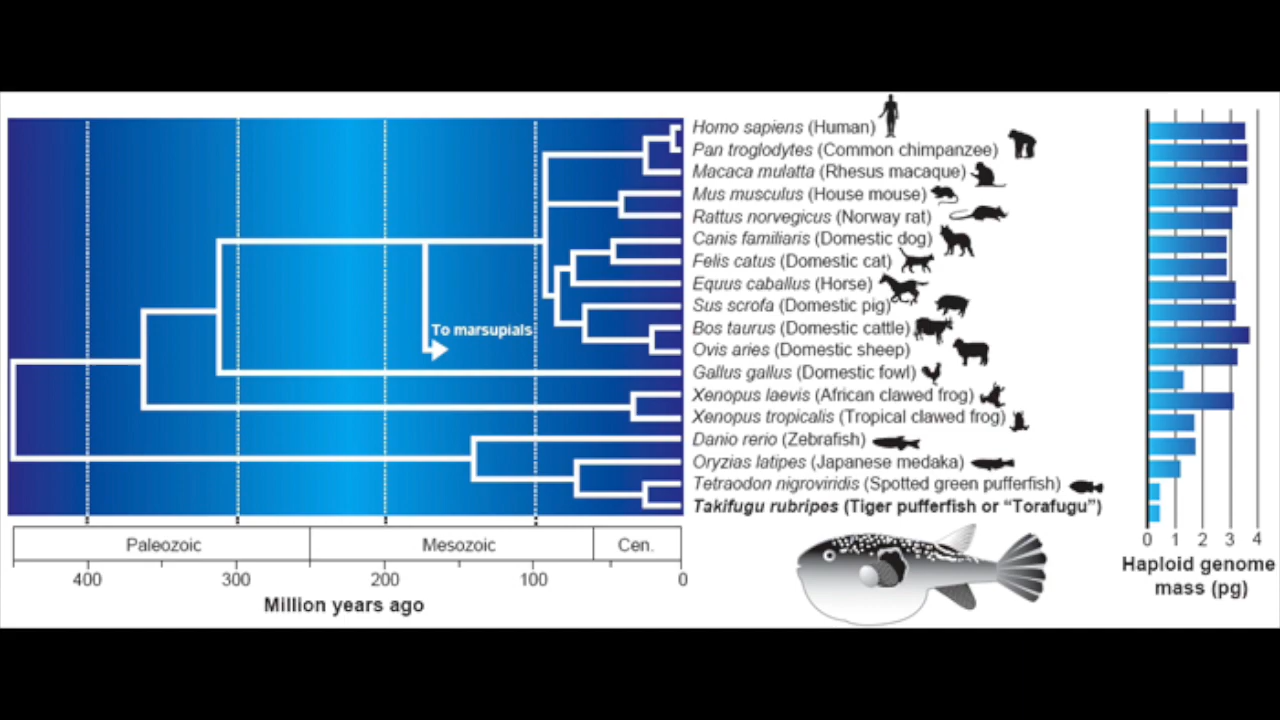 Homo sapiens (Human)
Pan troglodytes (Common chimpanzee)
Macaca mulatta (Rhesus macaque)
Mus musculus (House mouse)
Rattus norvegicus (Norway rat)
Canis familiaris (Domestic dog)
Felis catus (Domestic cat)
Equus caballus (Horse)
Sus scrofa (Domestic pig)
Bos taurus (Domestic cattle)
Ovis aries (Domestic sheep)
Gallus gallus (Domestic fowl)
Xenopus laevis (African clawed frog)
Xenopus tropicalis (Tropical clawed frog)
Danio rerio (Zebrafish)
Oryzias latipes (Japanese medaka)
Tetraodon nigroviridis (Spotted green pufferfish)
Takifugu rubripes (Tiger pufferfish or “Torafugu”)
To marsupials
Paleozoic Mesozoic Cen.
400 300 200 100 0
Million years ago
0 1 2 3 4
Haploid genome
mass (pg)